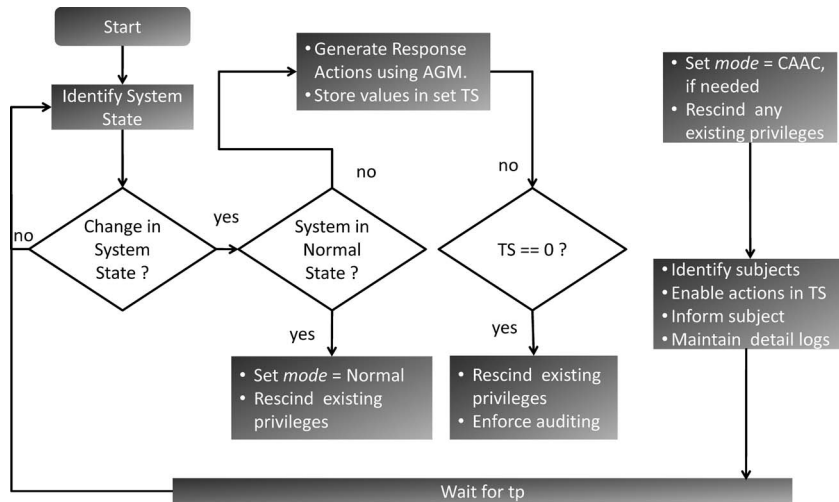 Start
Identify System
State
Change in
System
State ?
no
yes
System in
Normal
State ?
no
yes
• Generate Response
Actions using AGM.
• Store values in set TS
no
TS == 0 ?
yes
• Set mode = Normal
• Rescind existing
privileges
• Rescind existing
privileges
• Enforce auditing
• Set mode = CAAC,
if needed
• Rescind any
existing privileges
• Identify subjects
• Enable actions in TS
• Inform subject
• Maintain detail logs
Wait for tp